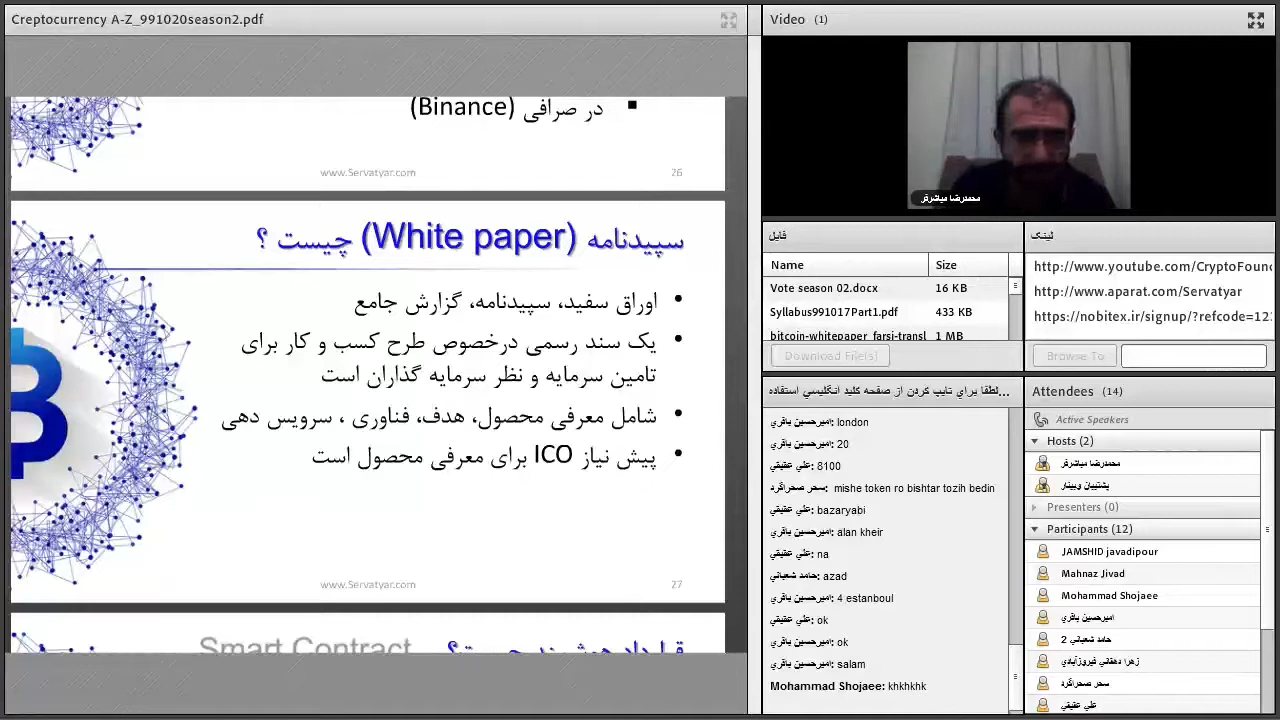 Creptocurrency A-Z_991020season2.pdf
در صرافی (Binance)
www.Servatyar.com
26
سپیدنامه (White paper) چیست ؟
اوراق سفید، سپیدنامه، گزارش جامع
یک سند رسمی درخصوص طرح کسب و کار برای
تامین سرمایه و نظر سرمایه گذاران است
شامل معرفی محصول، هدف، فناوری ، سرویس دهی
پیش نیاز ICO برای معرفی محصول است
www.Servatyar.com
27
قرارداد هوشمند چیست؟ Smart Contract
Video (1)
محمدرضا مباشرفر
فایل
Name Size
Vote season 02.docx 16 KB
Syllabus991017Part1.pdf 433 KB
bitcoin-whitepaper_farsi-transl 1 MB
Download File(s)
لینک
http://www.youtube.com/CryptoFoun
http://www.aparat.com/Servatyar
https://nobitex.ir/signup/?refcode=12
Browse To
لطفا براي تايپ کردن از صفحه کليد انگليسي استفاده...
اميرحسين باقري: london
اميرحسين باقري: 20
علي عقيقي: 8100
سحر صحراگرد: mishe token ro bishtar tozih bedin
علي عقيقي: bazaryabi
اميرحسين باقري: alan kheir
علي عقيقي: na
حامد شعباني: azad
اميرحسين باقري: 4 estanboul
علي عقيقي: ok
اميرحسين باقري: ok
اميرحسين باقري: salam
Mohammad Shojaee: khkhkhk
Attendees (14)
Active Speakers
Hosts (2)
محمدرضا مباشرفر
پشتيبان وبينار
Presenters (0)
Participants (12)
JAMSHID javadipour
Mahnaz Jivad
Mohammad Shojaee
اميرحسين باقري
حامد شعباني 2
زهرا دهقاني فيروزآبادي
سحر صحراگرد
علي عقيقي